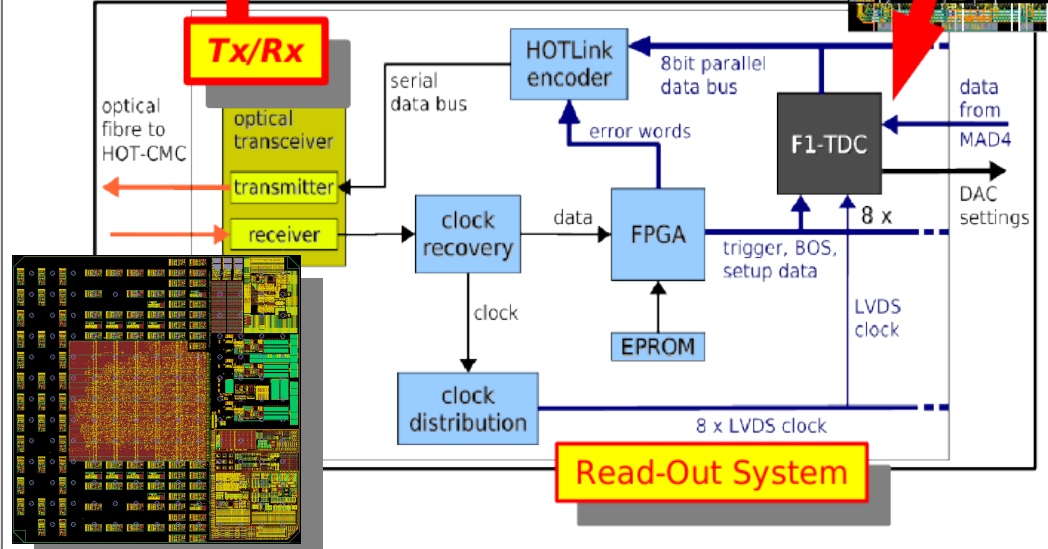 Tx/Rx
optical
fibre to
HOT-CMC
optical
transceiver
transmitter
receiver
serial
data bus
HOTLink
encoder
8bit parallel
data bus
error words
F1-TDC
data
from
MAD4
DAC
settings
8 x
clock
recovery
data
FPGA
trigger, BOS,
setup data
LVDS
clock
clock
EPROM
clock
distribution
8 x LVDS clock
Read-Out System